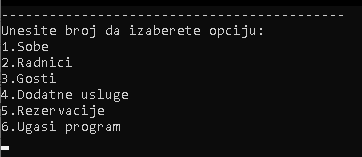 --------------------------------------------
Unesite broj da izaberete opciju:
1.Sobe
2.Radnici
3.Gosti
4.Dodatne usluge
5.Rezervacije
6.Ugasi program